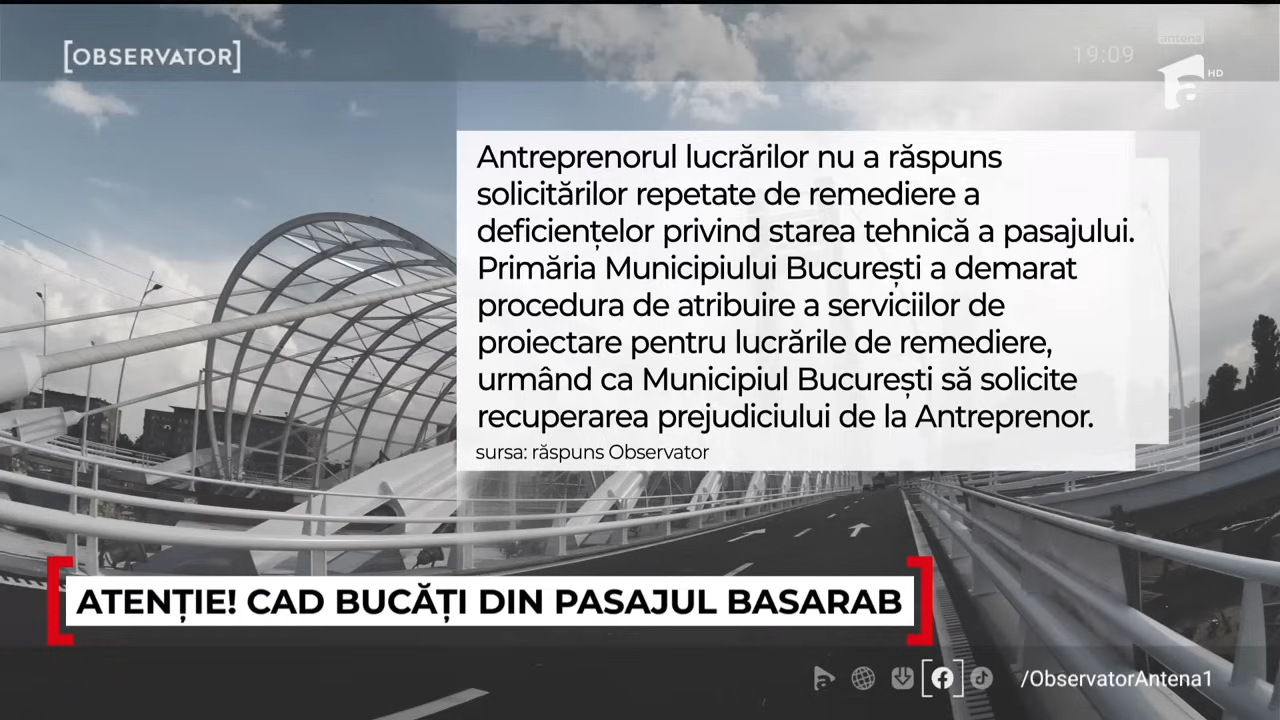 [OBSERVATOR]
19:09
antena
HD
Antreprenorul lucrărilor nu a răspuns
solicitărilor repetate de remediere a
deficiențelor privind starea tehnică a pasajului.
Primăria Municipiului București a demarat
procedura de atribuire a serviciilor de
proiectare pentru lucrările de remediere,
urmând ca Municipiul București să solicite
recuperarea prejudiciului de la Antreprenor.
sursa: răspuns Observator
ATENȚIE! CAD BUCĂȚI DIN PASAJUL BASARAB
/ObservatorAntena1